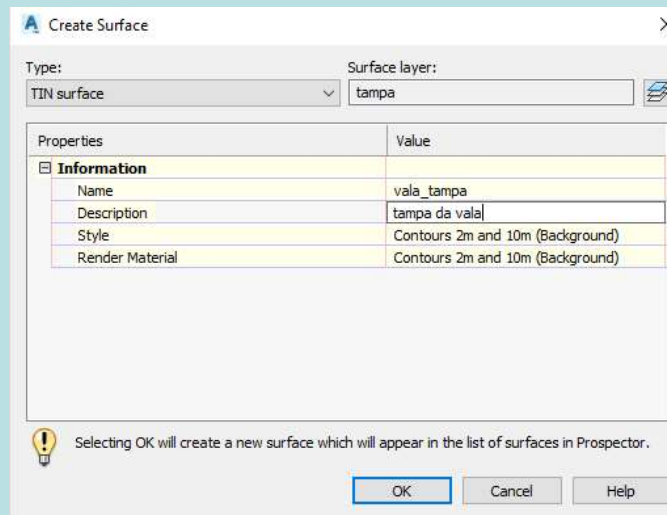 Create Surface
Type:
Surface layer:
TIN surface
tampa
Properties Value
Information
Name vala_tampa
Description tampa da vala
Style Contours 2m and 10m (Background)
Render Material Contours 2m and 10m (Background)
Selecting OK will create a new surface which will appear in the list of surfaces in Prospector.
OK Cancel Help